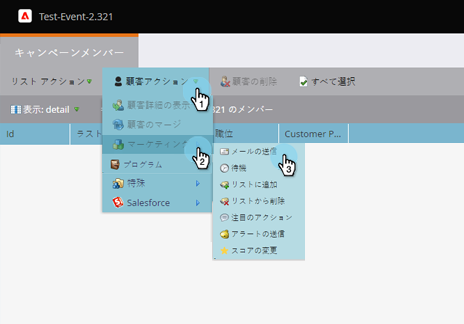 Test-Event-2.321
キャンペーンメンバー
リスト アクション 顧客アクション 顧客の削除 すべて選択
表示: detail 321 のメンバー
Id ラスト 職位 Customer P...
1
顧客詳細の表示
顧客のマージ
マーケティング
2
プログラム
特殊
Salesforce
メールの送信
3
待機
リストに追加
リストから削除
注目のアクション
アラートの送信
スコアの変更